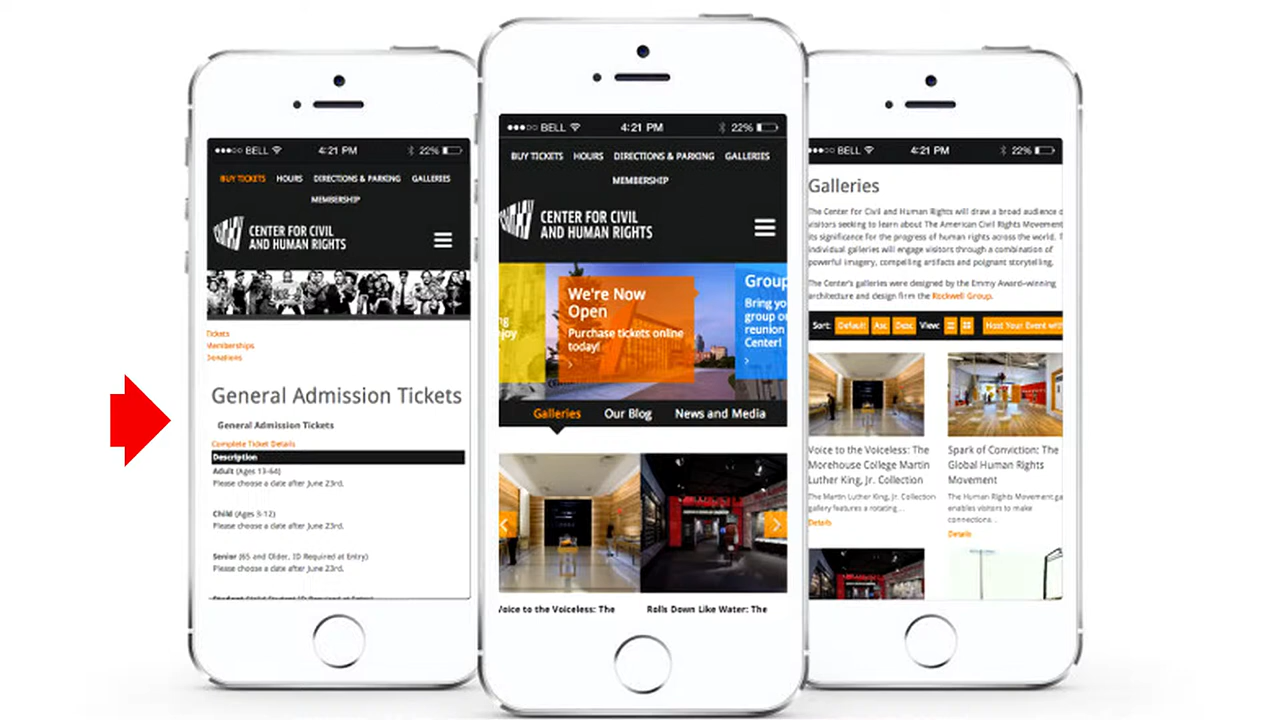 BELL 4:21 PM 22%
BUY TICKETS HOURS DIRECTIONS & PARKING GALLERIES
MEMBERSHIP
CENTER FOR CIVIL
AND HUMAN RIGHTS
Tickets
Memberships
Donations
General Admission Tickets
General Admission Tickets
Complete Ticket Details
Description
Adult (Ages 13-64)
Please choose a date after June 23rd.
Child (Ages 3-12)
Please choose a date after June 23rd.
Senior (65 and Older, ID Required at Entry)
Please choose a date after June 23rd.
BELL 4:21 PM 22%
BUY TICKETS HOURS DIRECTIONS & PARKING GALLERIES
MEMBERSHIP
CENTER FOR CIVIL
AND HUMAN RIGHTS
We're Now
Open
Purchase tickets online
today!
Group
Bring yo
group or
reunion
Center!
Galleries Our Blog News and Media
Voice to the Voiceless: The
Rolls Down Like Water: The
BELL 4:21 PM 22%
Galleries
The Center for Civil and Human Rights will draw a broad audience o
visitors seeking to learn about The American Civil Rights Movement
its significance for the progress of human rights across the world. T
individual galleries will engage visitors through a combination of
powerful imagery, compelling artifacts and poignant storytelling.
The Center's galleries were designed by the Emmy Award-winning
architecture and design firm the Rockwell Group.
Sort: Default Asc Desc View: Host Your Event with
Voice to the Voiceless: The
Morehouse College Martin
Luther King, Jr. Collection
The Martin Luther King, Jr. Collection
gallery features a rotating ...
Details
Spark of Conviction: The
Global Human Rights
Movement
The Human Rights Movement ga
enables visitors to make
connections ...
Details